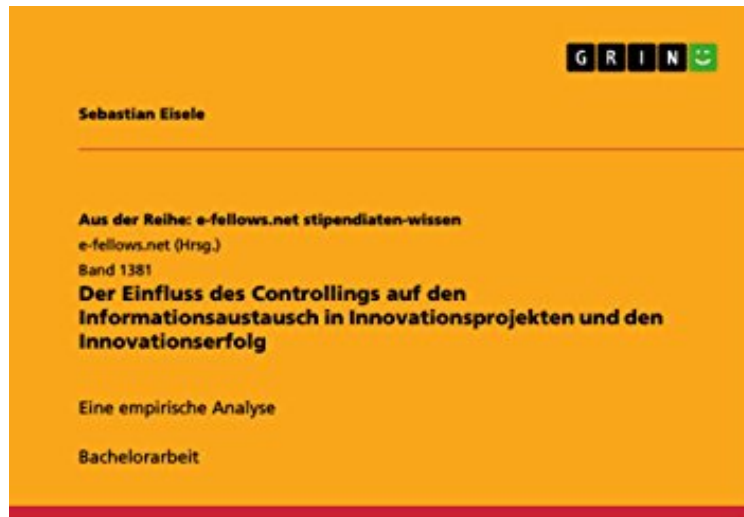 GRIN
Sebastian Eisele
Aus der Reihe: e-fellows.net stipendiaten-wissen
e-fellows.net (Hrsg.)
Band 1381
Der Einfluss des Controllings auf den
Informationsaustausch in Innovationsprojekten und den
Innovationserfolg
Eine empirische Analyse
Bachelorarbeit